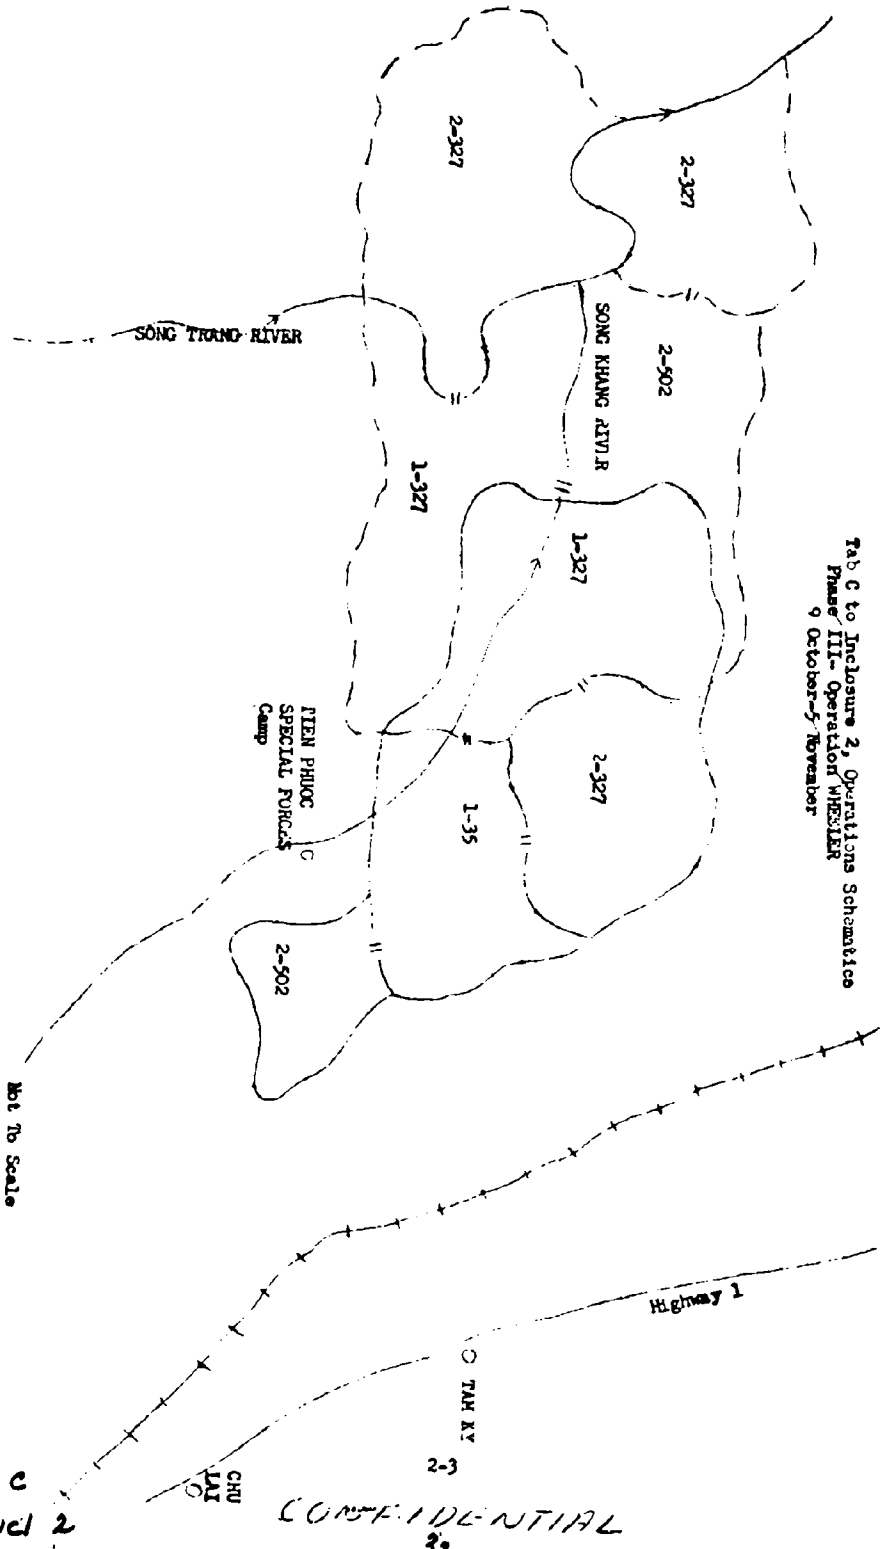 Tab C to Inclosure 2, Operations Schematics
Phase III- Operation WHEELER
9 October-5 November
2-327
2-327
SONG TRANG RIVER
SONG KHANG RIVER
2-502
1-327
1-327
2-327
TIEN PHUOC
SPECIAL FORCES
Camp
1-35
2-502
Not To Scale
Highway 1
TAM KY
CHU
LAI
2-3
CONFIDENTIAL
C
2